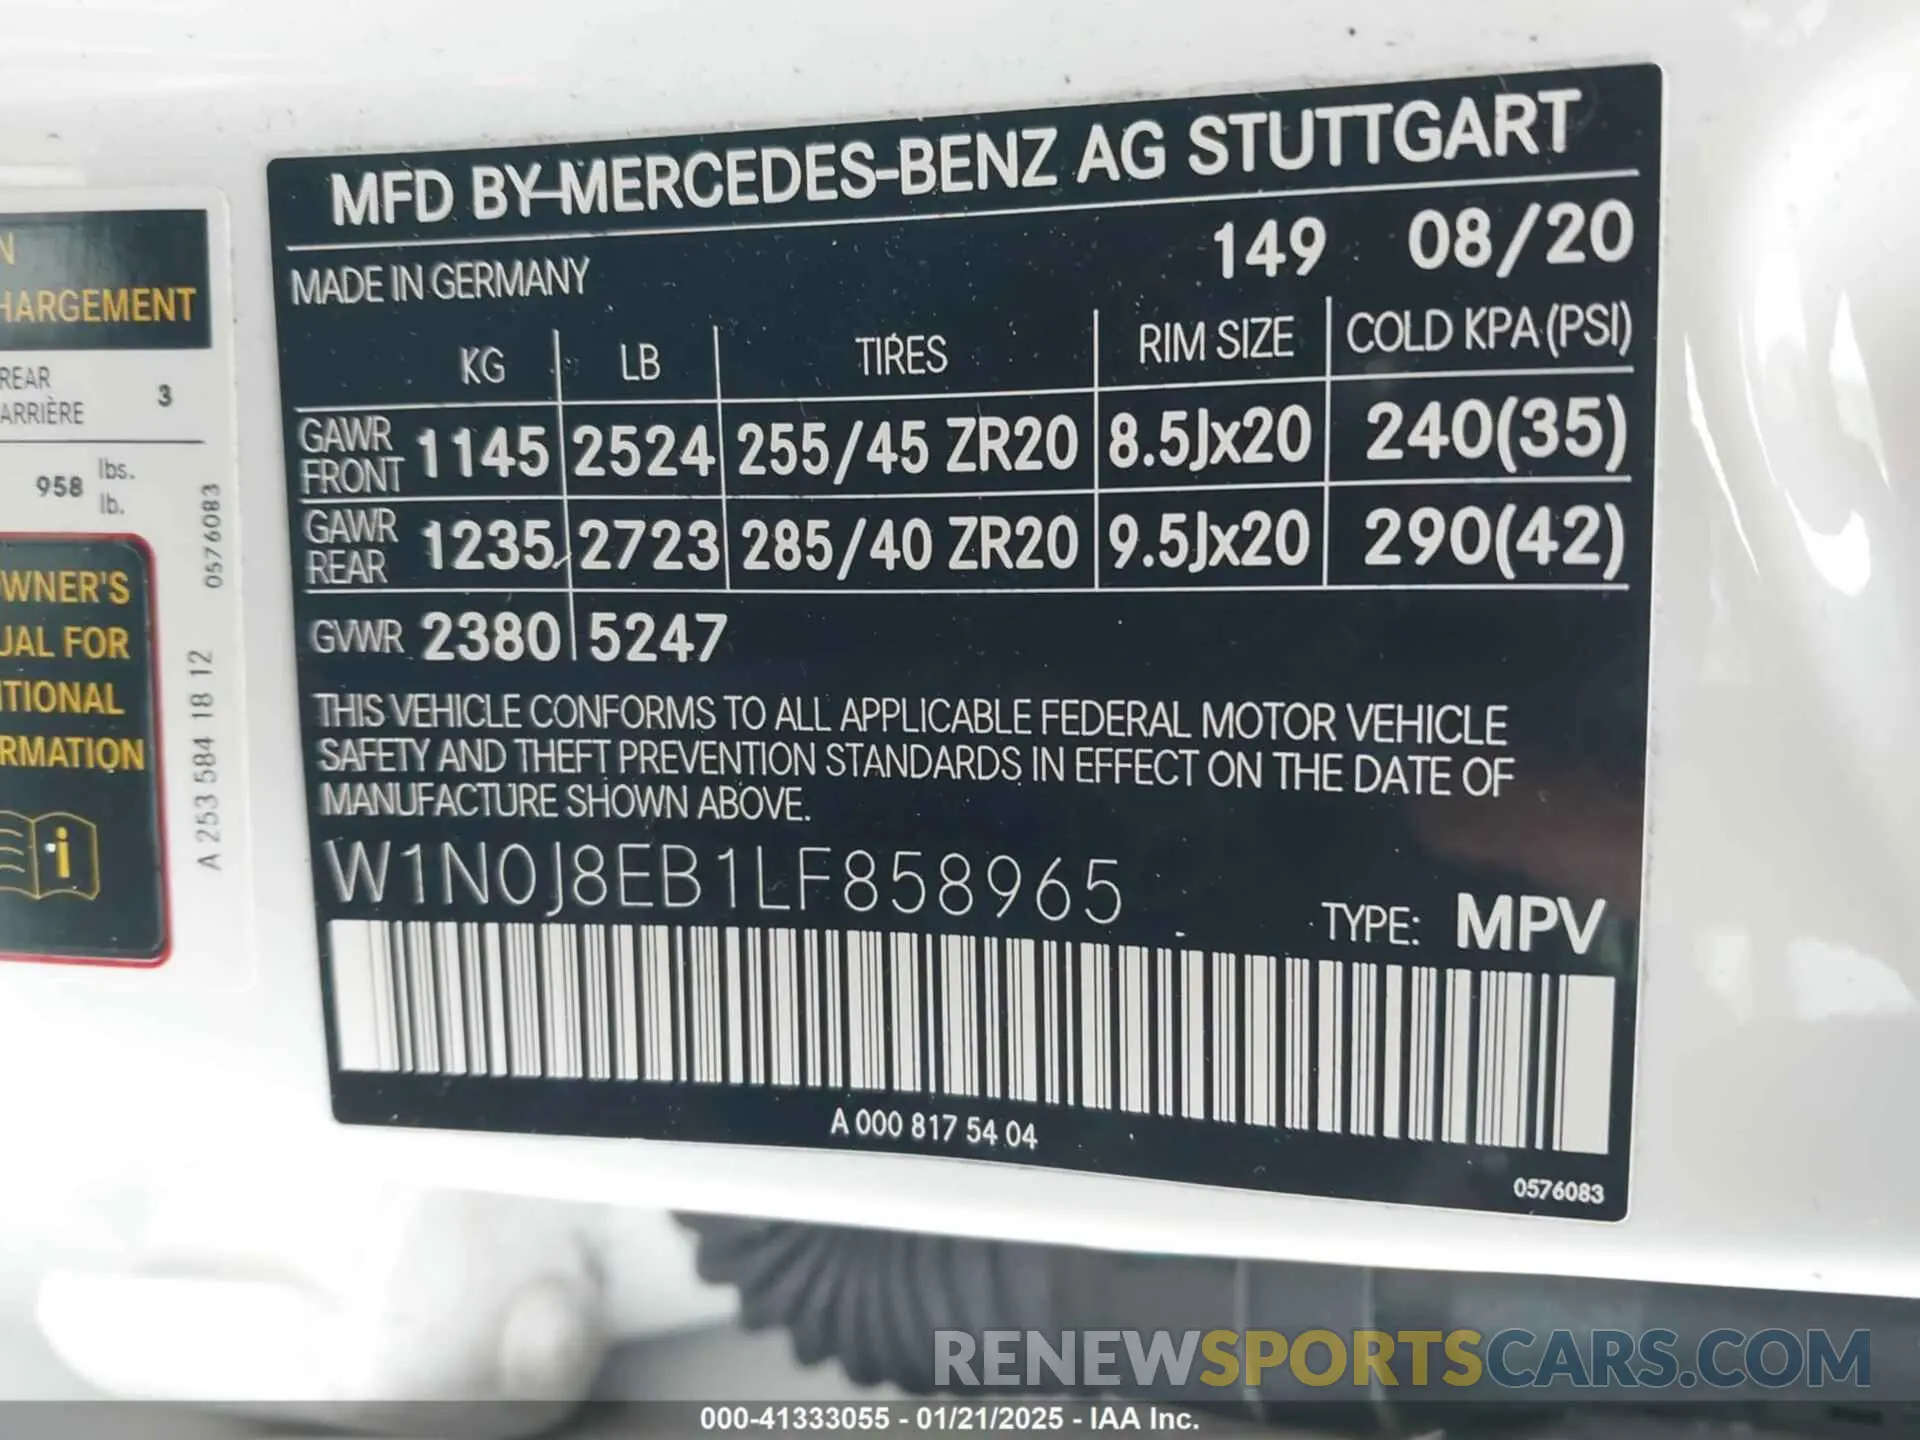 MFD BY MERCEDES-BENZ AG STUTTGART
MADE IN GERMANY 149 08/20
KG LB TIRES RIM SIZE COLD KPA (PSI)
GAWR FRONT 1145 2524 255/45 ZR20 8.5Jx20 240(35)
GAWR REAR 1235 2723 285/40 ZR20 9.5Jx20 290(42)
GVWR 2380 5247
THIS VEHICLE CONFORMS TO ALL APPLICABLE FEDERAL MOTOR VEHICLE
SAFETY AND THEFT PREVENTION STANDARDS IN EFFECT ON THE DATE OF
MANUFACTURE SHOWN ABOVE.
W1N0J8EB1LF858965
TYPE: MPV
A 000 817 54 04
0576083
N
HARGEMENT
REAR
ARRIÈRE 3
958 lbs.
lb.
0576083
WNER'S
UAL FOR
ITIONAL
RMATION
A 253 584 18 12
RENEWSPORTSCARS.COM
000-41333055 - 01/21/2025 - IAA Inc.